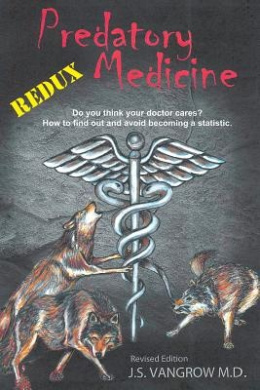 Predatory
Medicine
REDUX
Do you think your doctor cares?
How to find out and avoid becoming a statistic.
Revised Edition
J.S. VANGROW M.D.